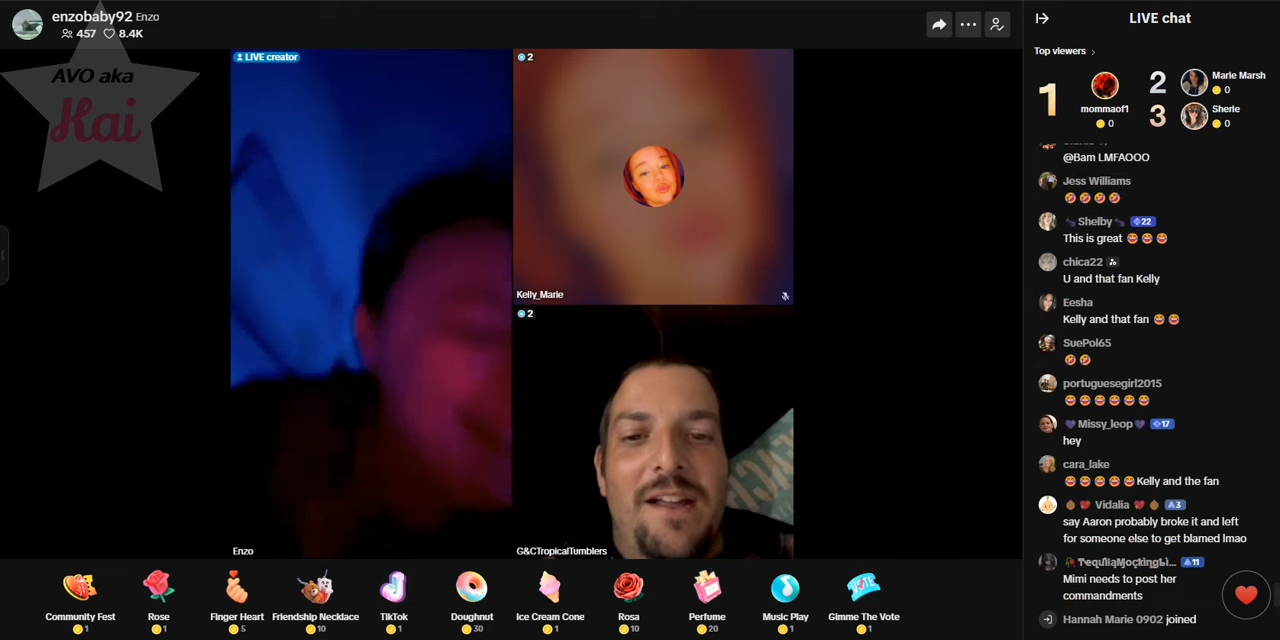 enzobaby92 Enzo
457 8.4K
AVO aka
Kai
LIVE creator
2
Kelly_Marie
2
Enzo
G&CTropicalTumblers
Community Fest
1
Rose
1
Finger Heart
5
Friendship Necklace
10
TikTok
1
Doughnut
30
Ice Cream Cone
1
Rosa
10
Perfume
20
Music Play
1
Gimme The Vote
1
LIVE chat
Top viewers
1
mommaof1
0
2
Marie Marsh
0
3
Sherie
0
@Bam LMFAOOO
Jess Williams
Shelby 22
This is great
chica22
U and that fan Kelly
Eesha
Kelly and that fan
SuePol65
portuguesegirl2015
Missy_leop 17
hey
cara_lake
Kelly and the fan
Vidalia 3
say Aaron probably broke it and left
for someone else to get blamed lmao
11
Mimi needs to post her
commandments
Hannah Marie 0902 joined